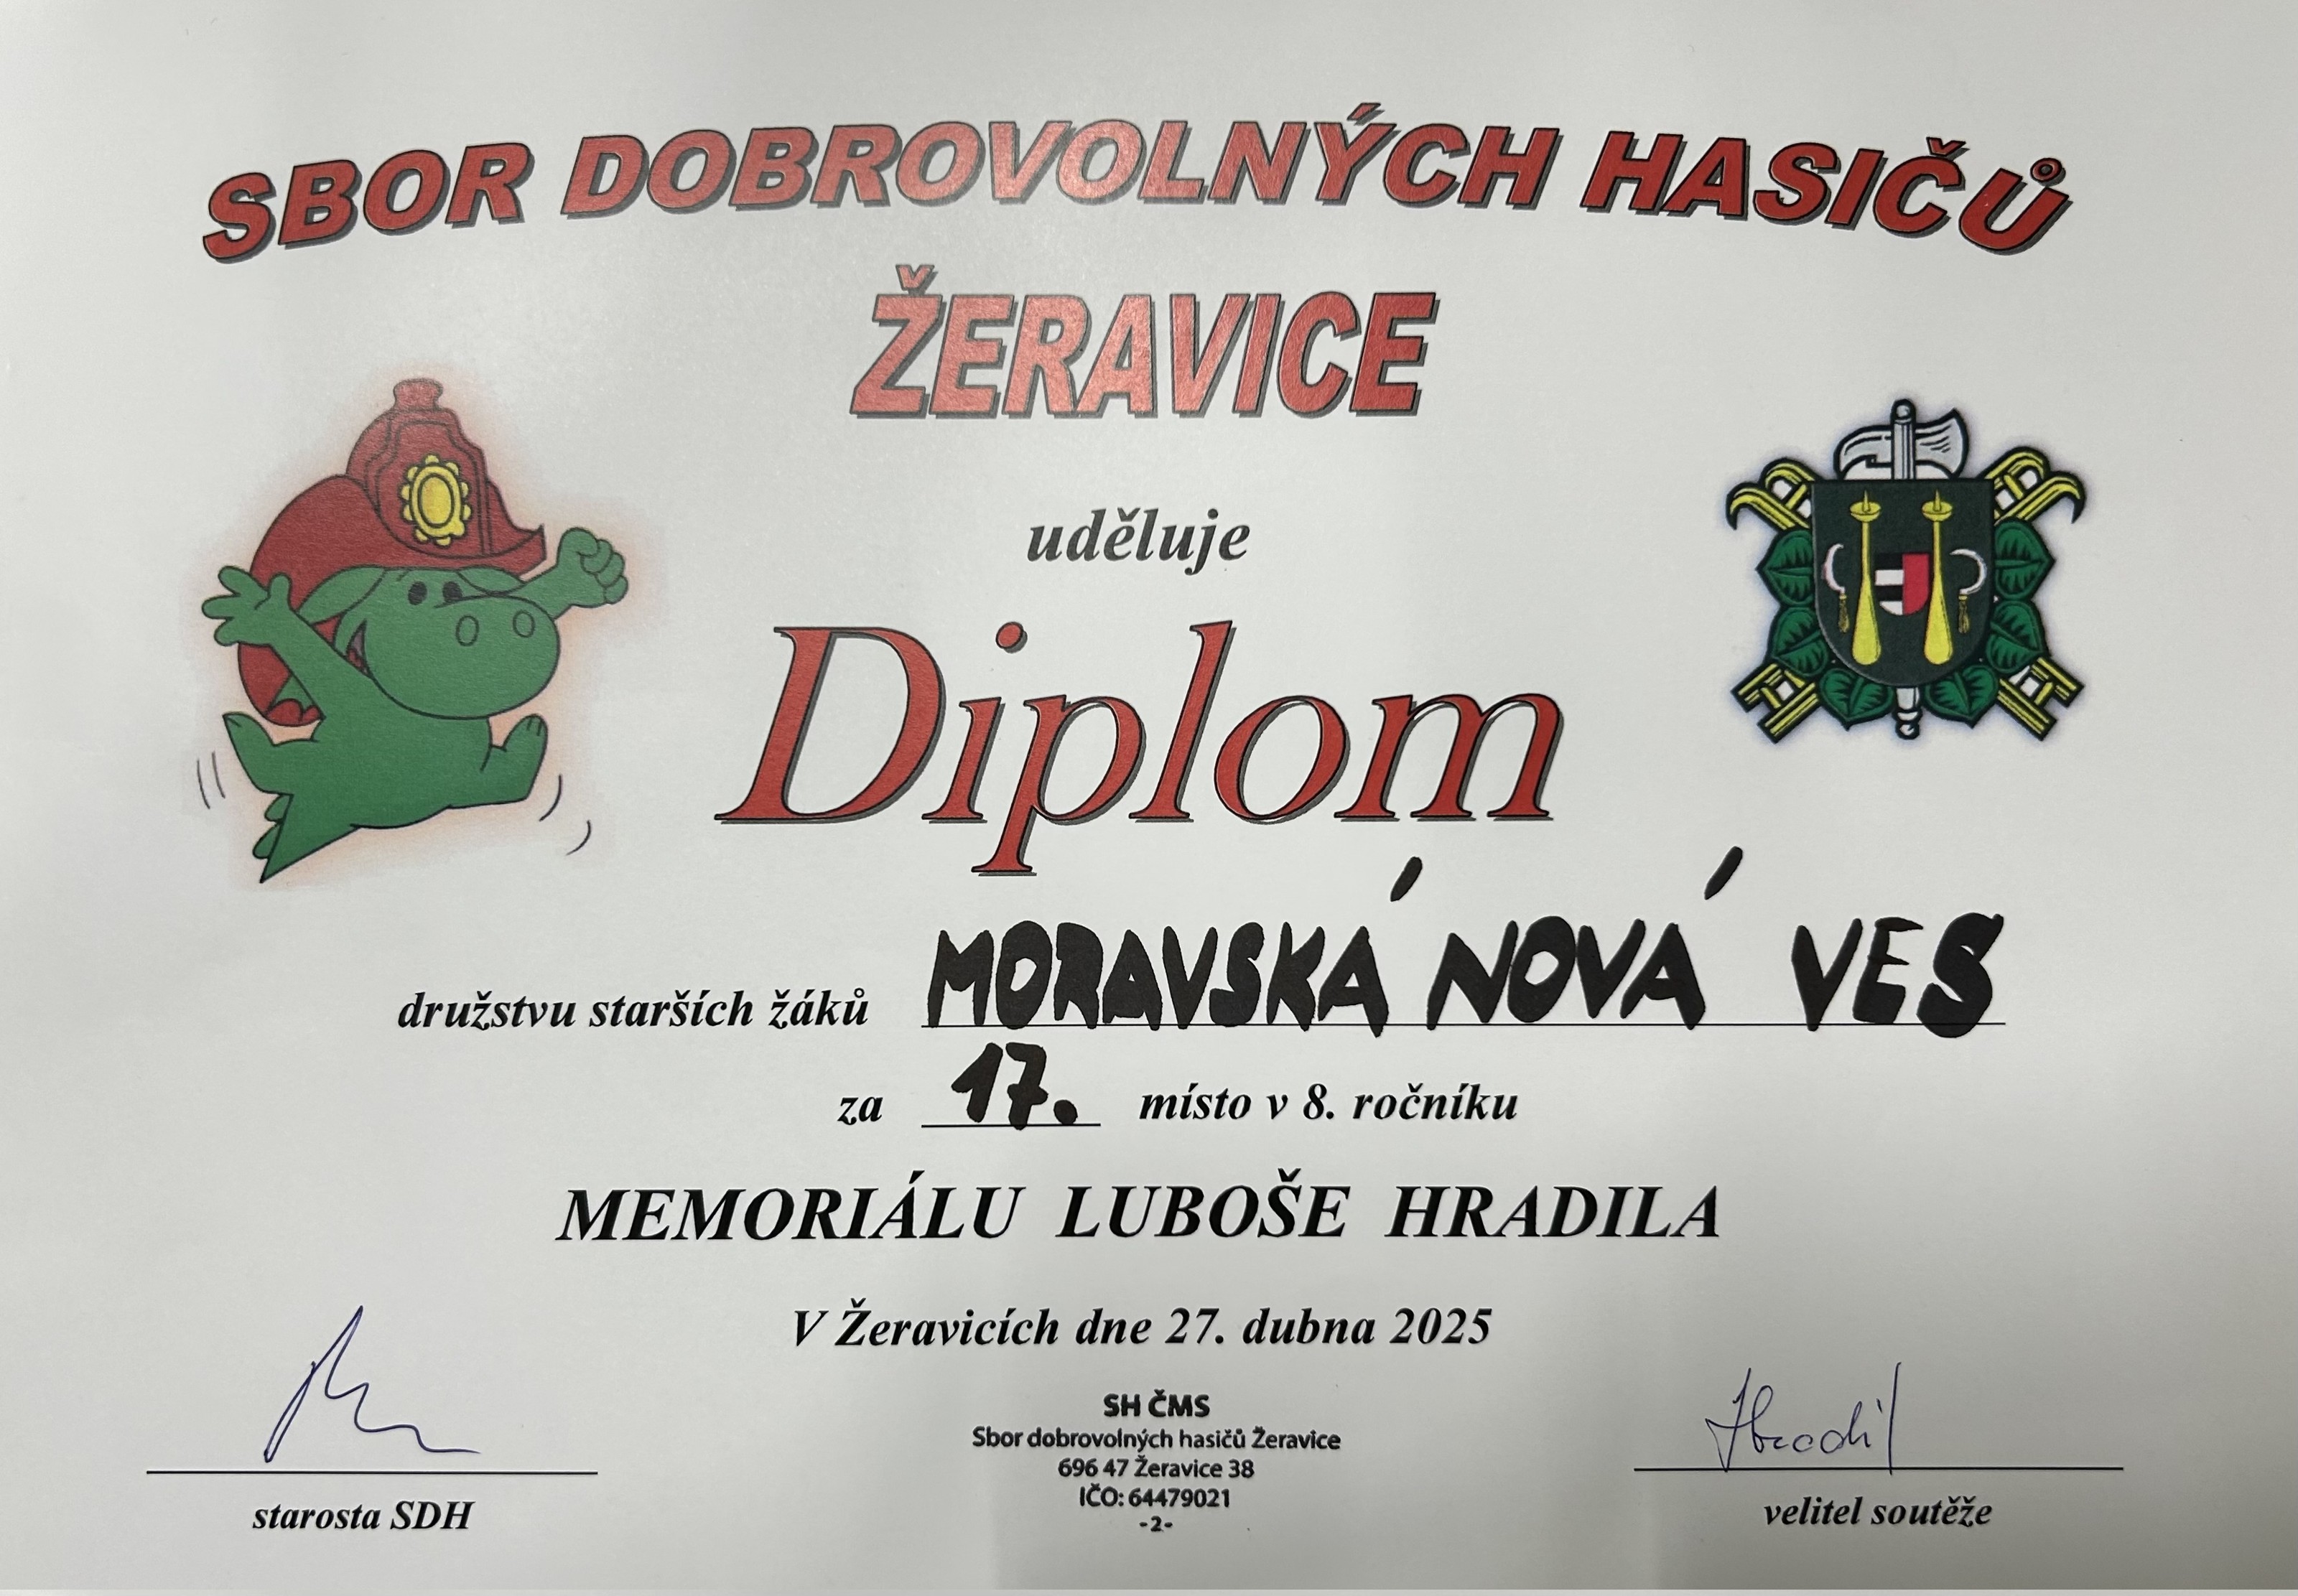 SBOR DOBROVOLNÝCH HASIČŮ
ŽERAVICE
uděluje
Diplom
družstvu starších žáků MORAVSKÁ NOVÁ VES
za 17. místo v 8. ročníku
MEMORIÁLU LUBOŠE HRADILA
V Žeravicích dne 27. dubna 2025
SH ČMS
Sbor dobrovolných hasičů Žeravice
696 47 Žeravice 38
IČO: 64479021
-2-
Hradil
starosta SDH
velitel soutěže